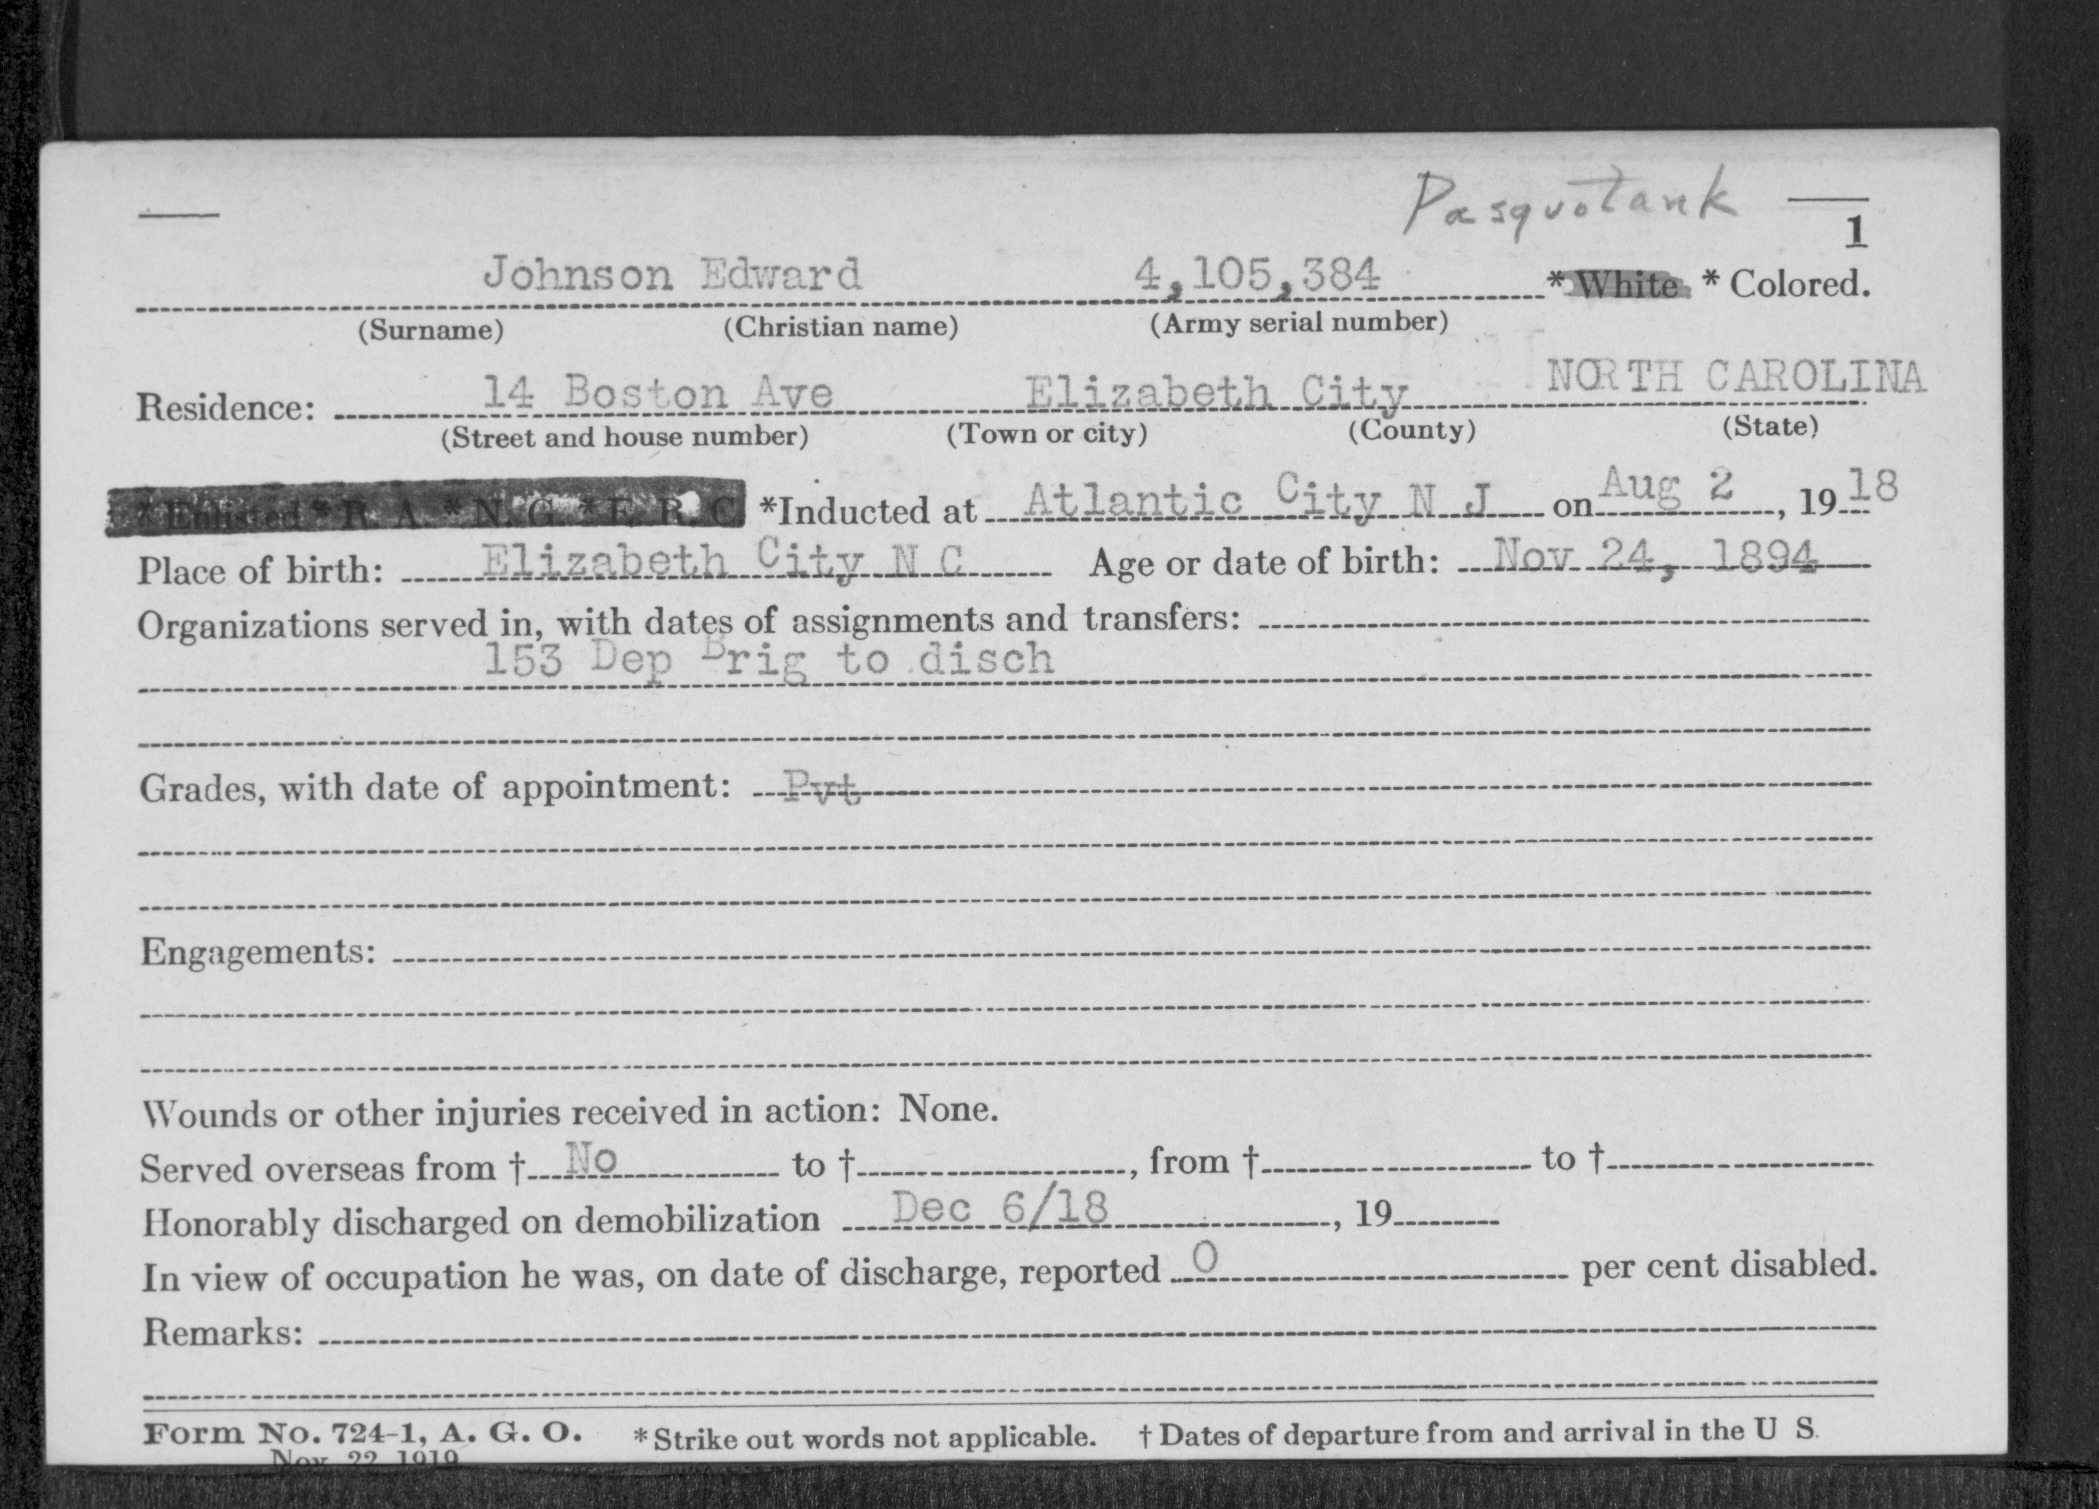 Pasquotank
1
Johnson Edward 4,105,384 * White * Colored.
(Surname) (Christian name) (Army serial number)
Residence: 14 Boston Ave Elizabeth City NORTH CAROLINA
(Street and house number) (Town or city) (County) (State)
* Enlisted * R. A. * N. G. * E. R. C. *Inducted at Atlantic City N J on Aug 2, 1918
Place of birth: Elizabeth City N C Age or date of birth: Nov 24, 1894
Organizations served in, with dates of assignments and transfers:
153 Dep Brig to disch
Grades, with date of appointment: Pvt
Engagements:
Wounds or other injuries received in action: None.
Served overseas from † No to †, from † to †
Honorably discharged on demobilization Dec 6/18, 19
In view of occupation he was, on date of discharge, reported 0 per cent disabled.
Remarks:
Form No. 724-1, A. G. O. * Strike out words not applicable. † Dates of departure from and arrival in the U S.
Nov. 22, 1919